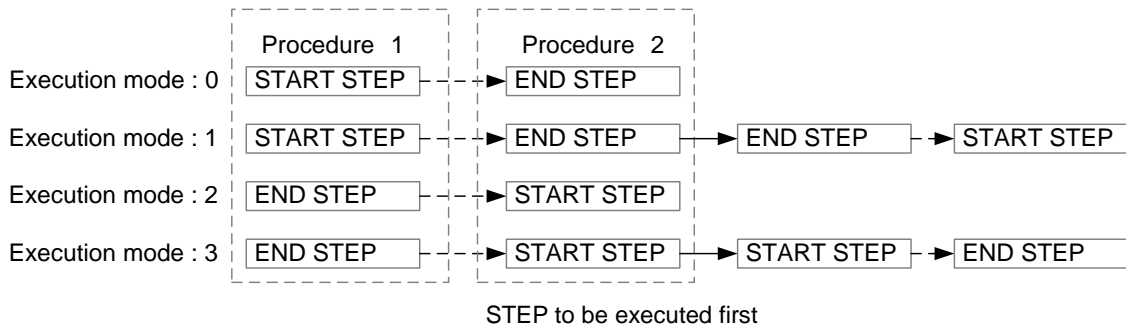 Procedure 1 Procedure 2
Execution mode : 0 START STEP END STEP
Execution mode : 1 START STEP END STEP END STEP START STEP
Execution mode : 2 END STEP START STEP
Execution mode : 3 END STEP START STEP START STEP END STEP
STEP to be executed first